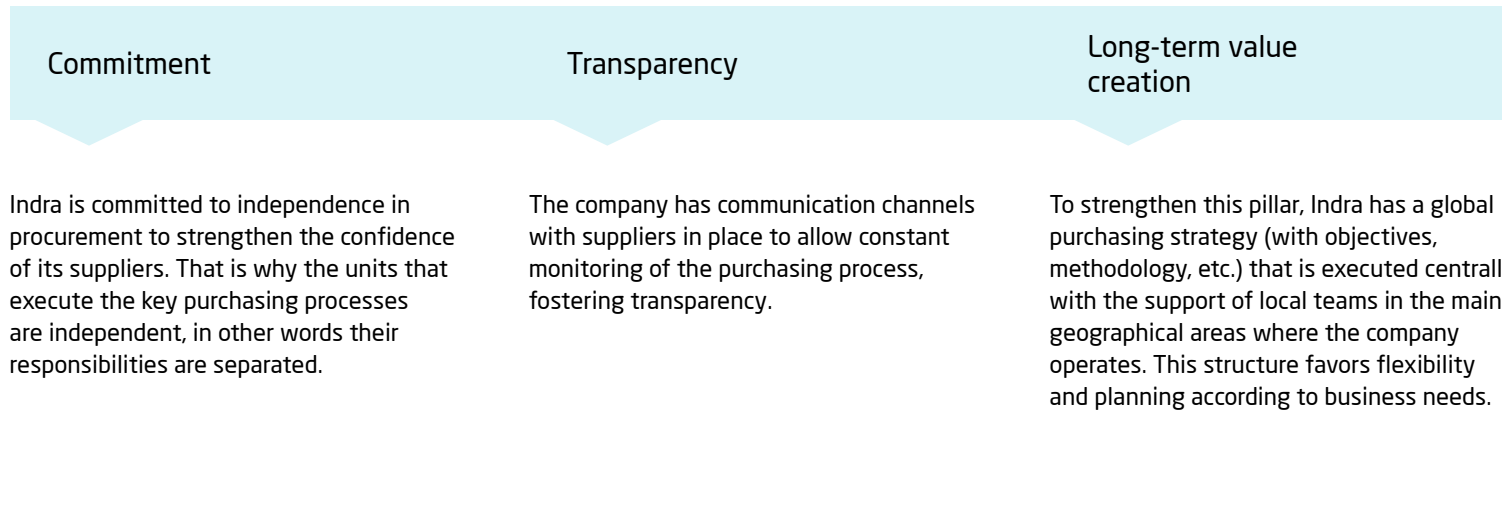 Commitment
Transparency
Long-term value
creation
Indra is committed to independence in
procurement to strengthen the confidence
of its suppliers. That is why the units that
execute the key purchasing processes
are independent, in other words their
responsibilities are separated.
The company has communication channels
with suppliers in place to allow constant
monitoring of the purchasing process,
fostering transparency.
To strengthen this pillar, Indra has a global
purchasing strategy (with objectives,
methodology, etc.) that is executed centrall
with the support of local teams in the main
geographical areas where the company
operates. This structure favors flexibility
and planning according to business needs.